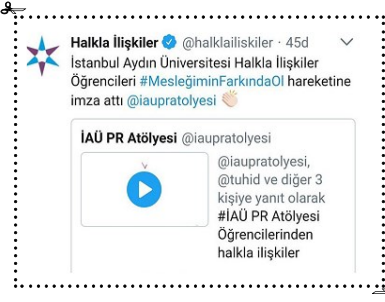 Halkla İlişkiler @halklailiskiler · 45d
İstanbul Aydın Üniversitesi Halkla İlişkiler
Öğrencileri #MesleğiminFarkındaOl hareketine
imza attı @iaupratolyesi 👏🏻
İAÜ PR Atölyesi @iaupratolyesi
@iaupratolyesi,
@tuhid ve diğer 3
kişiye yanıt olarak
#İAÜ PR Atölyesi
Öğrencilerinden
halkla ilişkiler